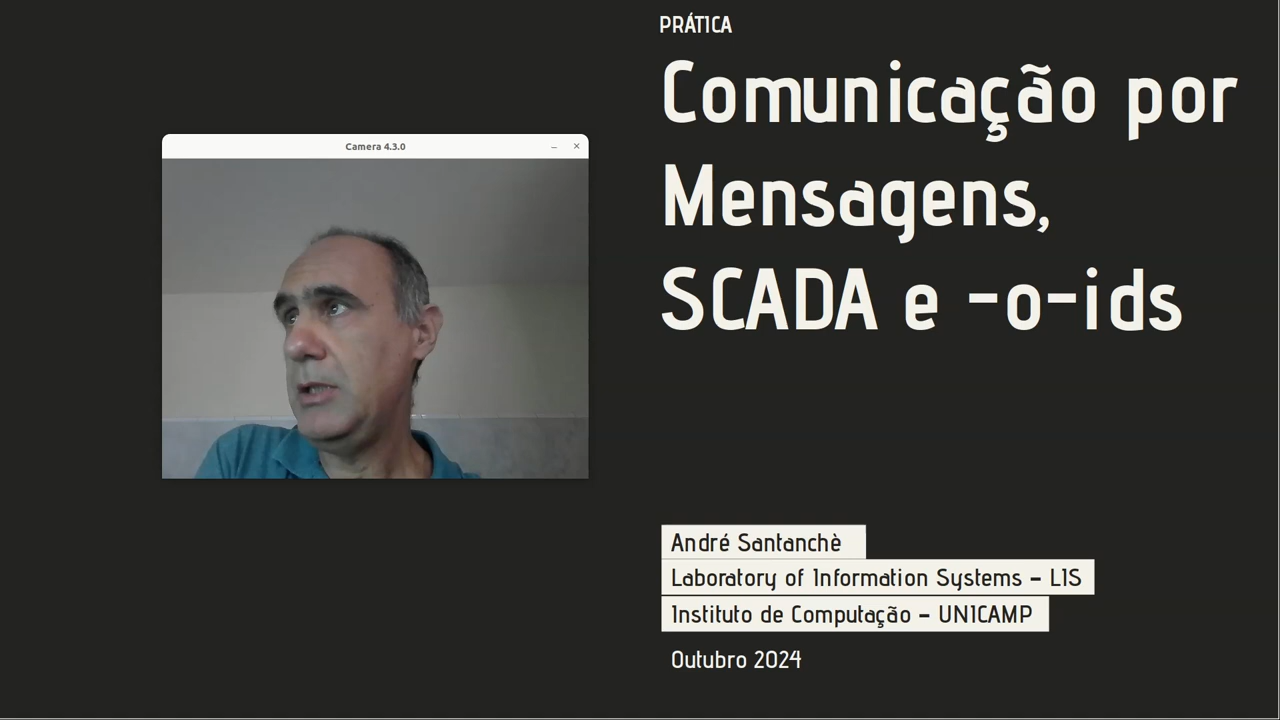 PRÁTICA
Comunicação por
Mensagens,
SCADA e -o-ids
Camera 4.3.0
André Santanchè
Laboratory of Information Systems – LIS
Instituto de Computação – UNICAMP
Outubro 2024